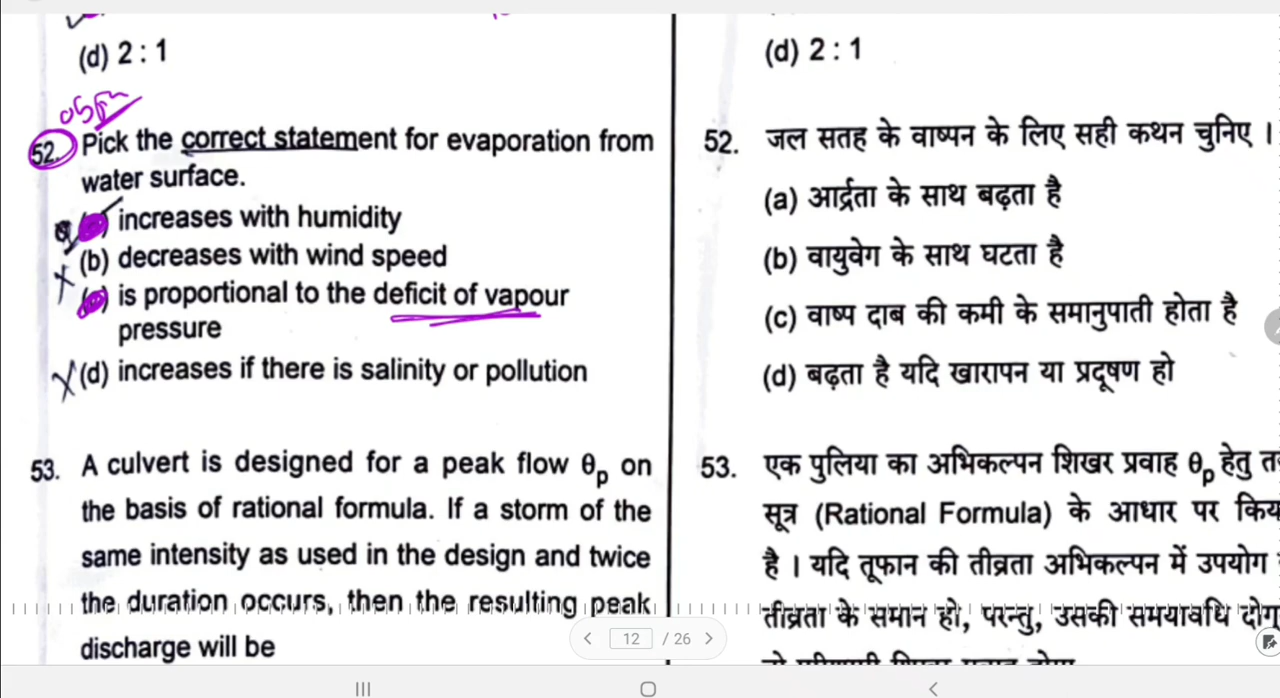 (d) 2 : 1
52. Pick the correct statement for evaporation from
water surface.
increases with humidity
(b) decreases with wind speed
is proportional to the deficit of vapour
pressure
(d) increases if there is salinity or pollution
53. A culvert is designed for a peak flow θp on
the basis of rational formula. If a storm of the
same intensity as used in the design and twice
the duration occurs, then the resulting peak
discharge will be
(d) 2 : 1
52. जल सतह के वाष्पन के लिए सही कथन चुनिए ।
(a) आर्द्रता के साथ बढ़ता है
(b) वायुवेग के साथ घटता है
(c) वाष्प दाब की कमी के समानुपाती होता है
(d) बढ़ता है यदि खारापन या प्रदूषण हो
53. एक पुलिया का अभिकल्पन शिखर प्रवाह θp हेतु
सूत्र (Rational Formula) के आधार पर
है । यदि तूफान की तीव्रता अभिकल्पन में उपयोग
तीव्रता के समान हो, परन्तु, उसकी समयावधि
12 / 26